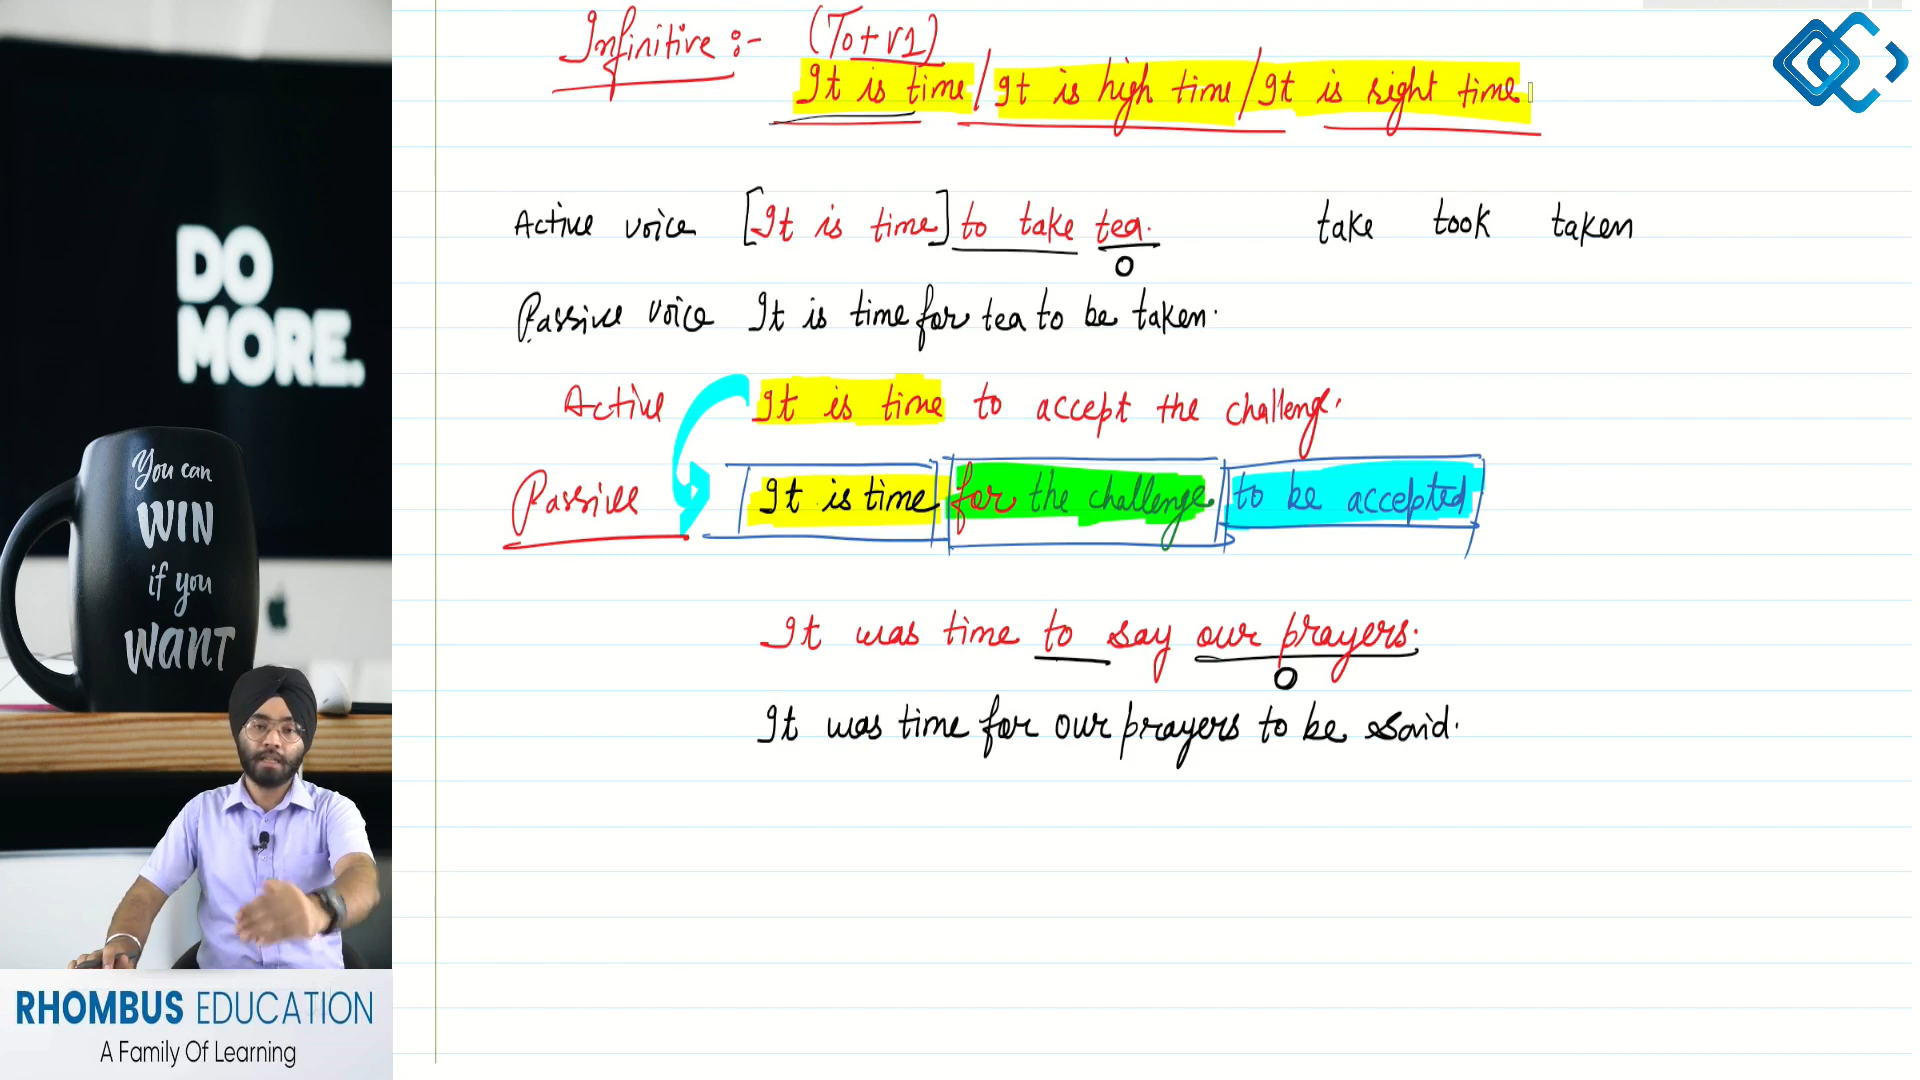 Infinitive :- (To+V1)
It is time / It is high time / It is right time.
Active voice [It is time] to take tea. take took taken
O
Passive voice It is time for tea to be taken.
Active It is time to accept the challenge.
Passive It is time for the challenge to be accepted
It was time to say our prayers.
O
It was time for our prayers to be said.
DO
MORE.
You can
WIN
if you
WANT
RHOMBUS EDUCATION
A Family Of Learning